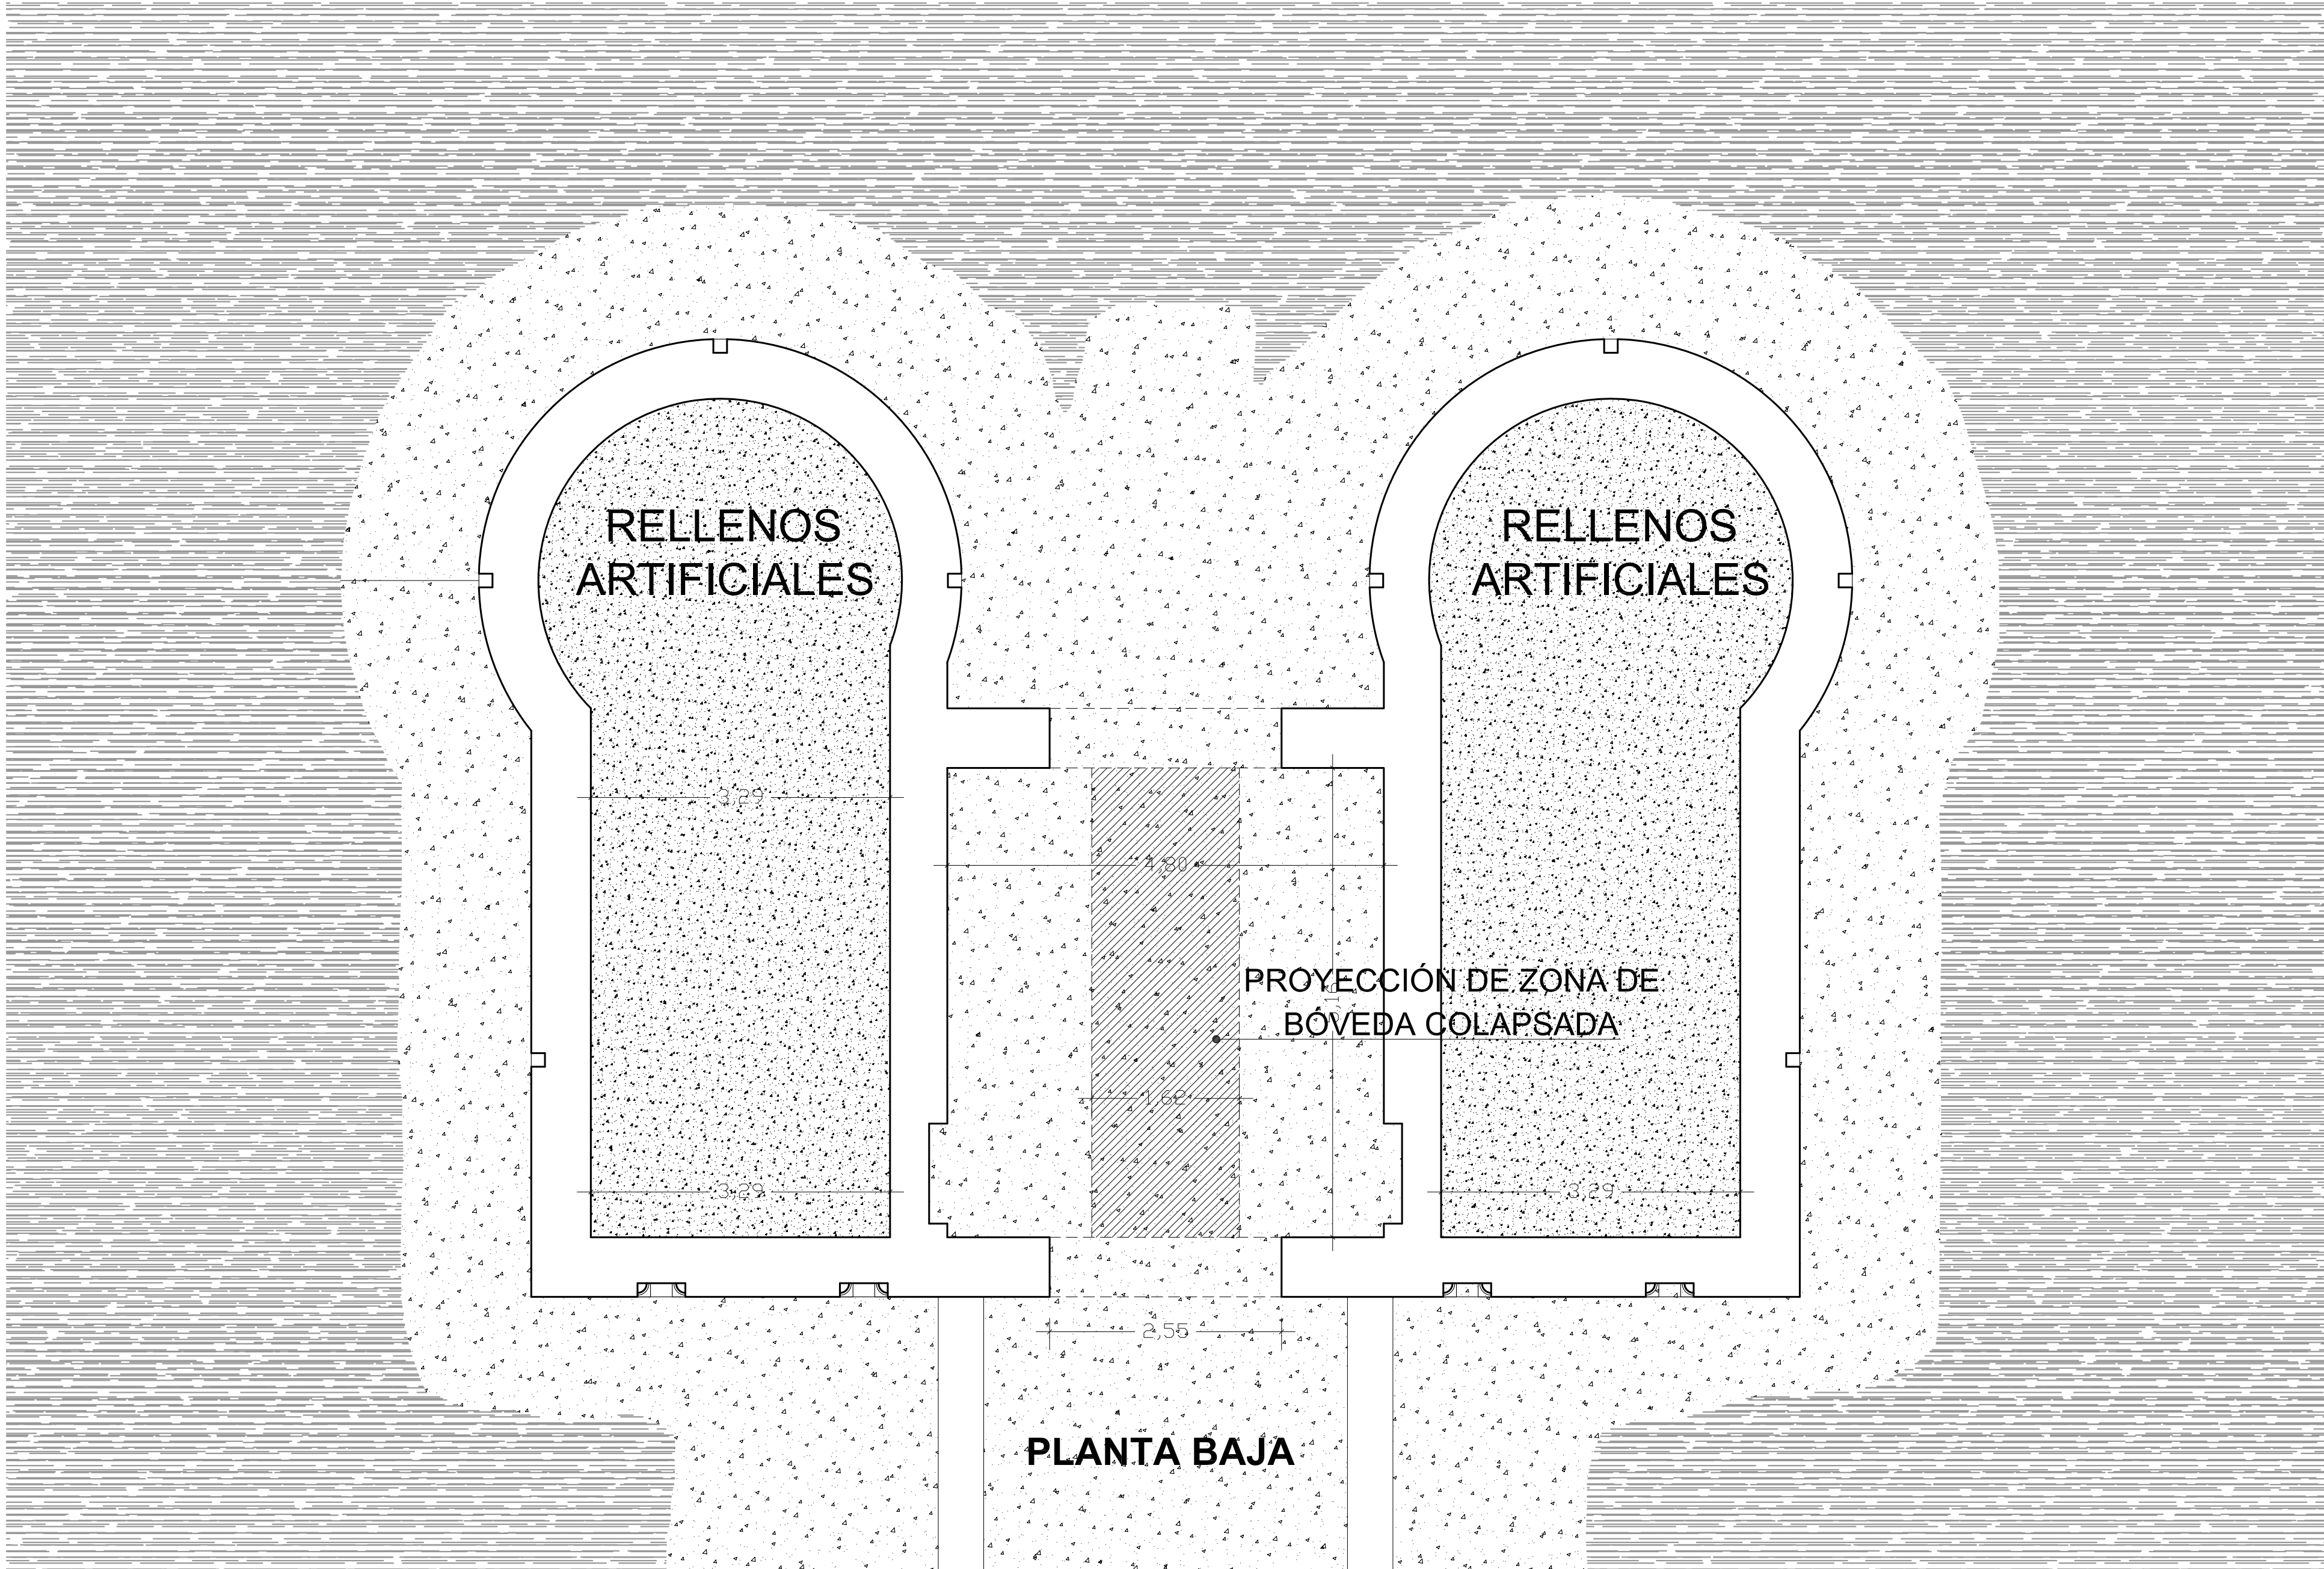 RELLENOS
ARTIFICIALES
RELLENOS
ARTIFICIALES
3,29
4,80
PROYECCIÓN DE ZONA DE
BÓVEDA COLAPSADA
1,62
3,29
3,29
2,55
PLANTA BAJA